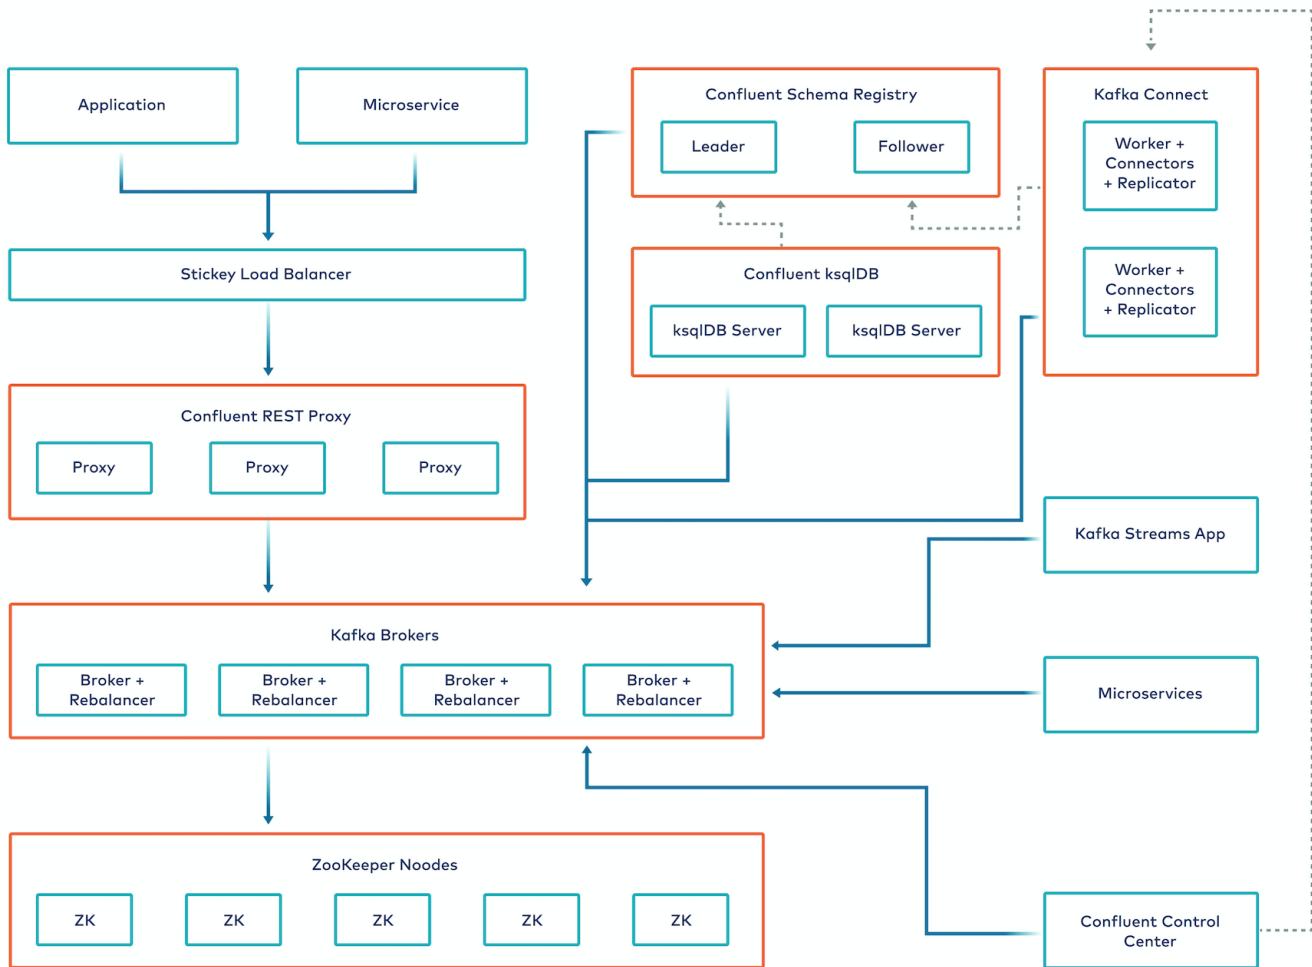 Application
Microservice
Stickey Load Balancer
Confluent REST Proxy
Proxy
Proxy
Proxy
Confluent Schema Registry
Leader
Follower
Confluent ksqlDB
ksqlDB Server
ksqlDB Server
Kafka Connect
Worker +
Connectors
+ Replicator
Worker +
Connectors
+ Replicator
Kafka Streams App
Microservices
Kafka Brokers
Broker +
Rebalancer
Broker +
Rebalancer
Broker +
Rebalancer
Broker +
Rebalancer
ZooKeeper Noodes
ZK
ZK
ZK
ZK
ZK
Confluent Control
Center